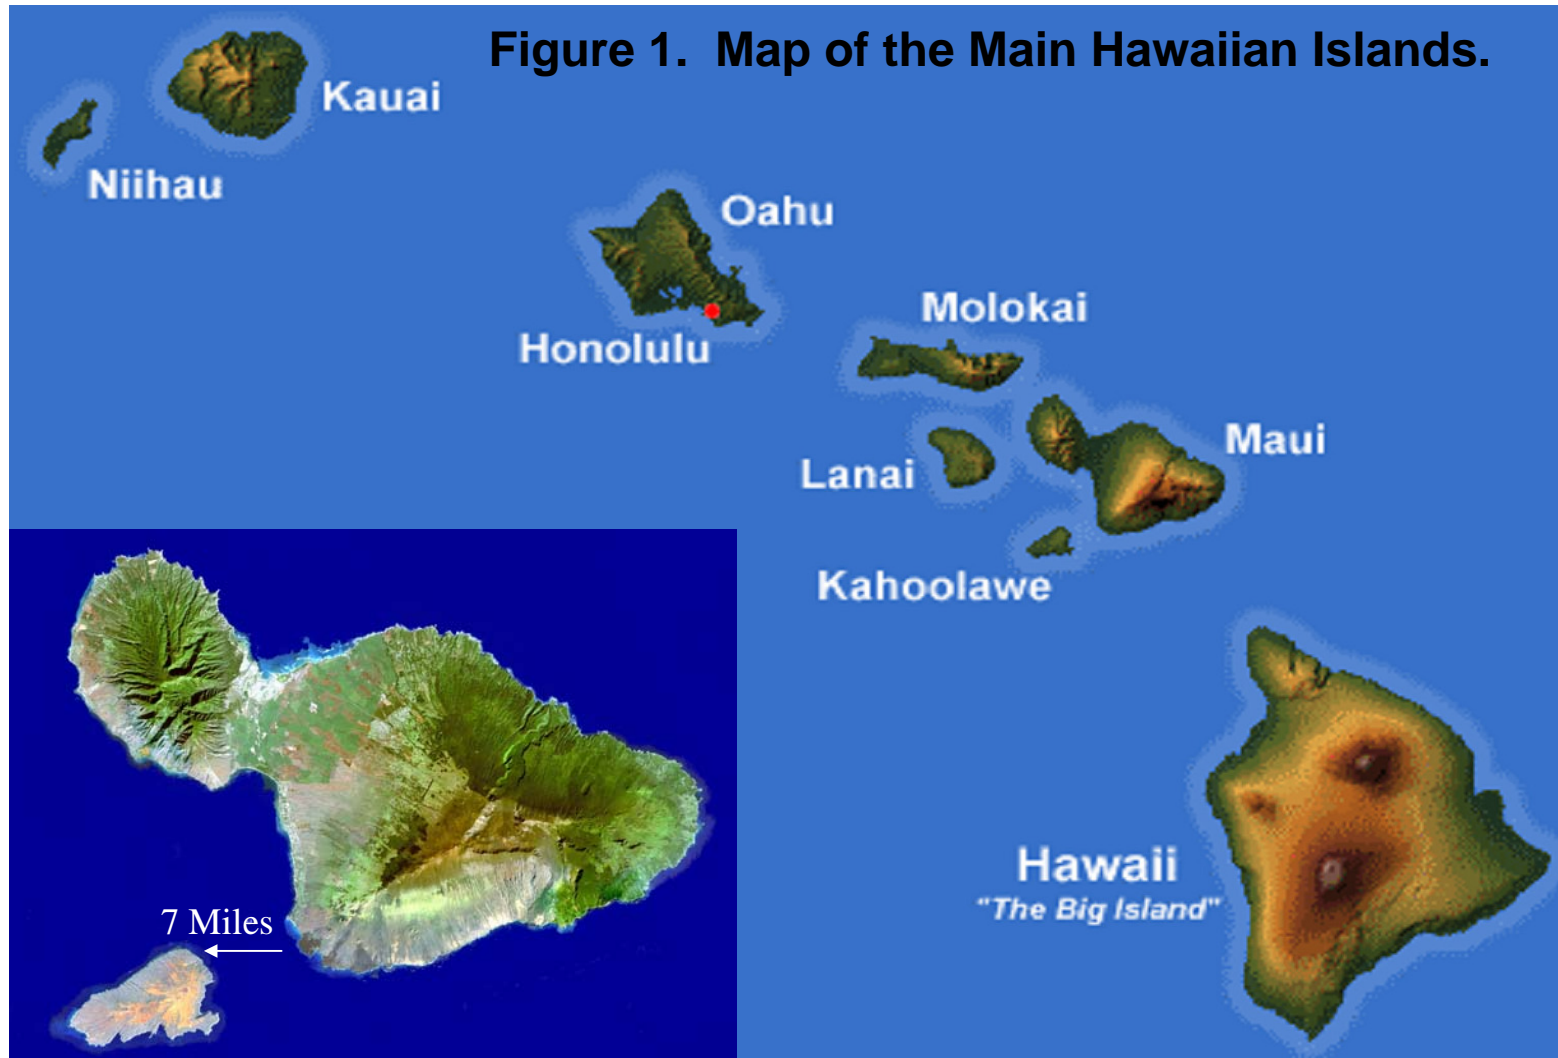 Figure 1. Map of the Main Hawaiian Islands.
Kauai
Niihau
Oahu
Honolulu
Molokai
Maui
Lanai
Kahoolawe
Hawaii
"The Big Island"
7 Miles